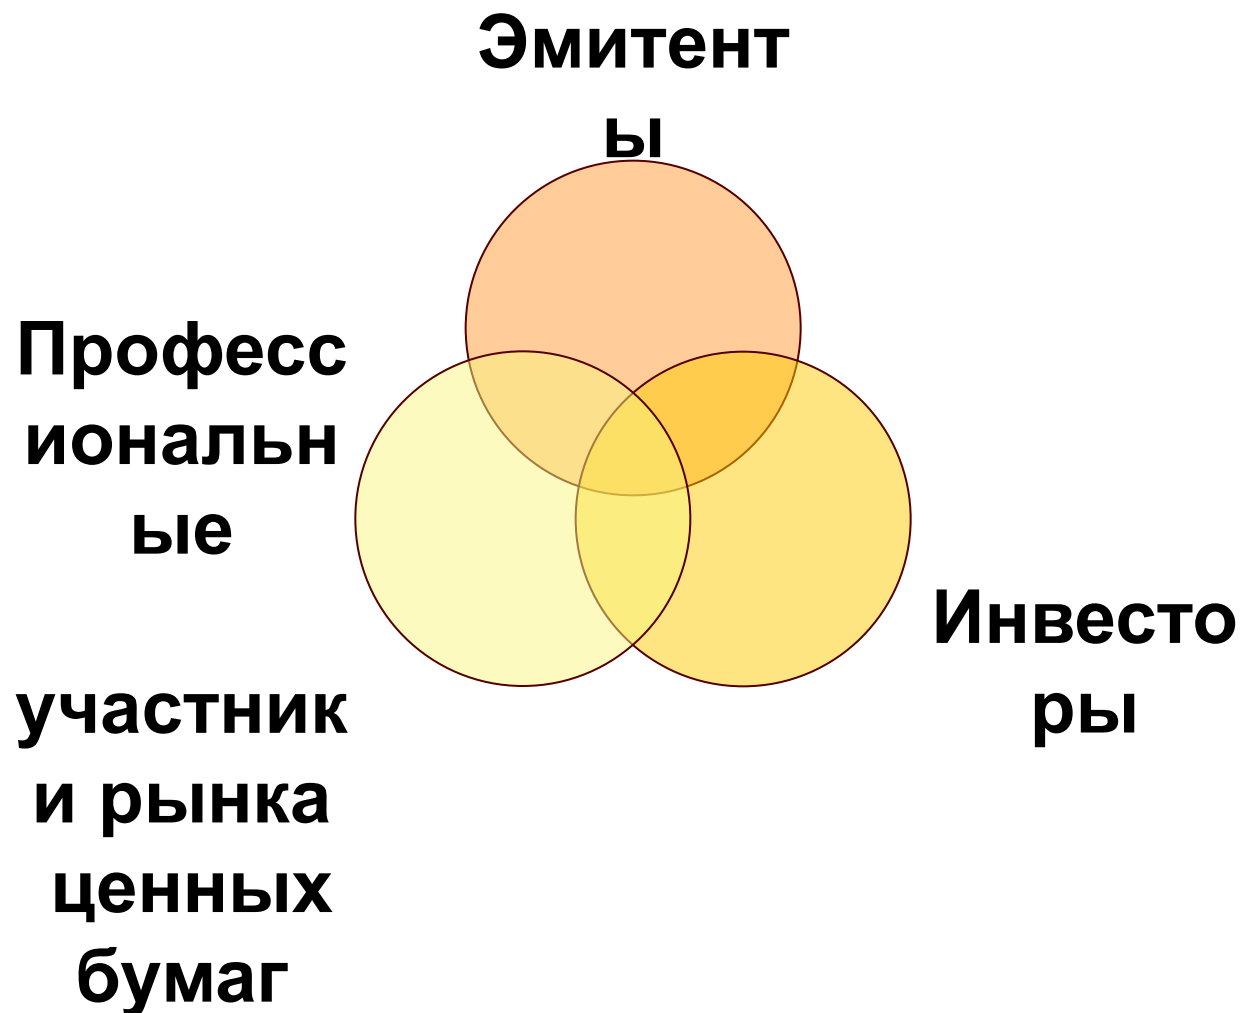 Эмитент
ы
Професс
иональн
ые
участник
и рынка
ценных
бумаг
Инвесто
ры